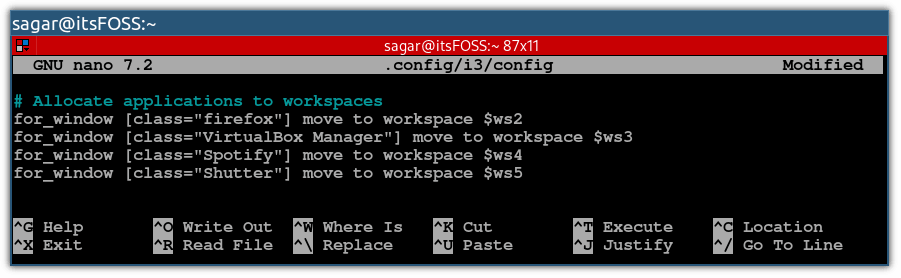 sagar@itsFOSS:~
sagar@itsFOSS:~ 87x11
GNU nano 7.2 .config/i3/config Modified
# Allocate applications to workspaces
for_window [class="firefox"] move to workspace $ws2
for_window [class="VirtualBox Manager"] move to workspace $ws3
for_window [class="Spotify"] move to workspace $ws4
for_window [class="Shutter"] move to workspace $ws5
^G Help ^O Write Out ^W Where Is ^K Cut ^T Execute ^C Location
^X Exit ^R Read File ^\ Replace ^U Paste ^J Justify ^/ Go To Line